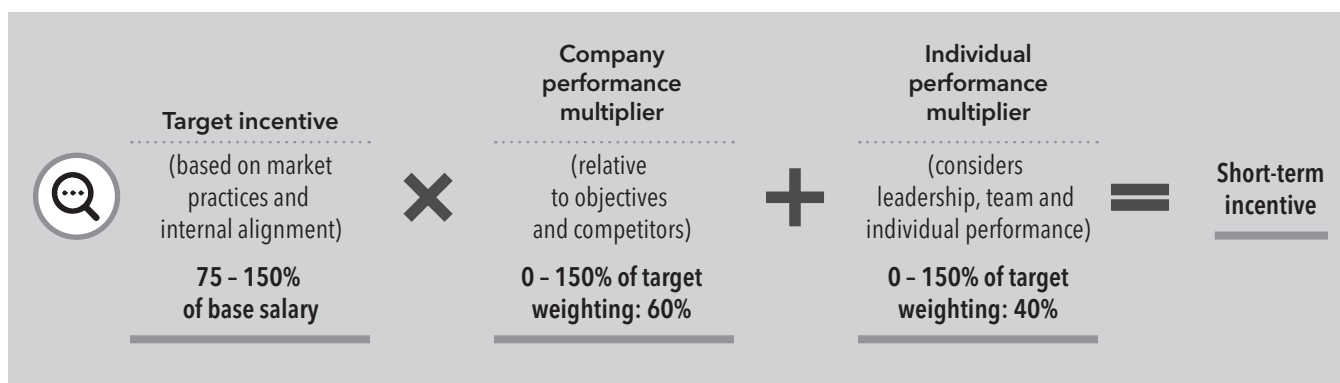 Target incentive
(based on market
practices and
internal alignment)
75 – 150%
of base salary
×
Company
performance
multiplier
(relative
to objectives
and competitors)
0 – 150% of target
weighting: 60%
+
Individual
performance
multiplier
(considers
leadership, team and
individual performance)
0 – 150% of target
weighting: 40%
=
Short-term
incentive